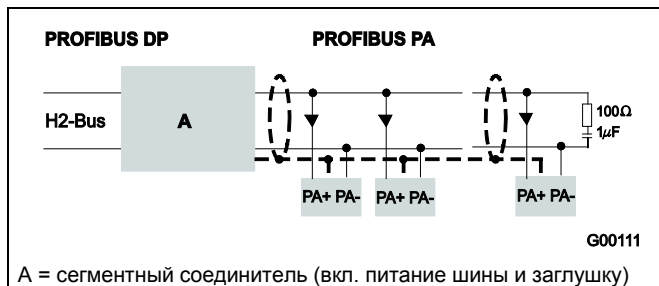 PROFIBUS DP PROFIBUS PA
H2-Bus A
100Ω
1µF
PA+ PA- PA+ PA- PA+ PA-
G00111
A = сегментный соединитель (вкл. питание шины и заглушку)